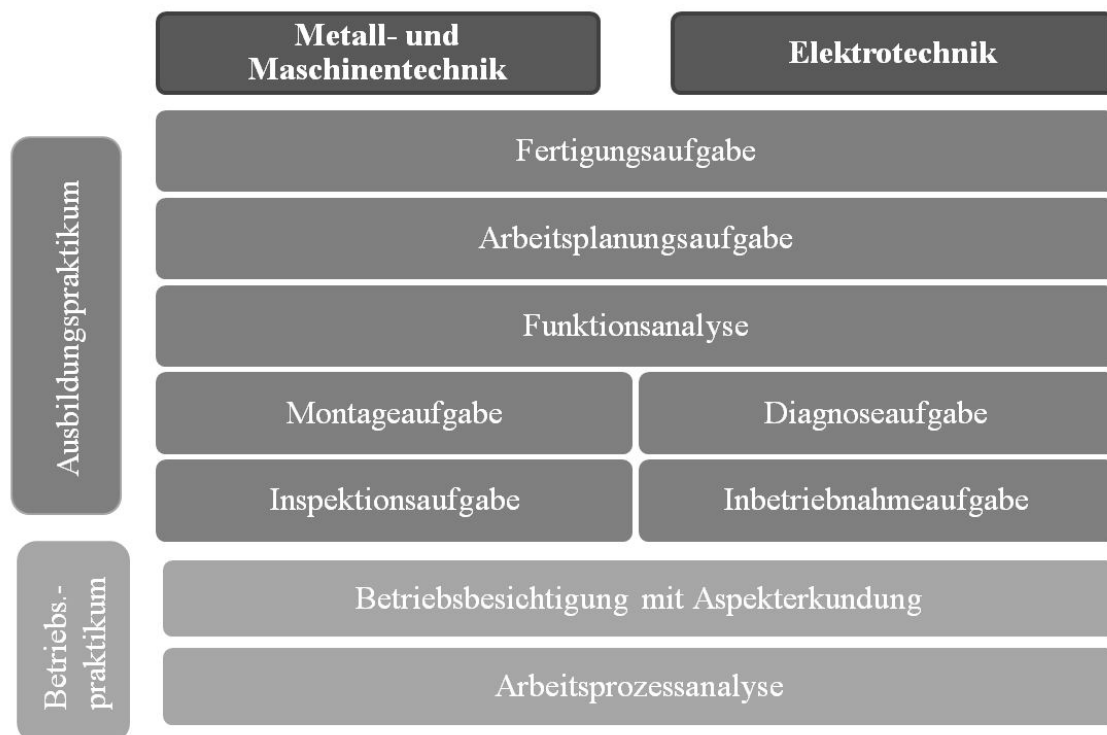 Metall- und
Maschinentechnik
Elektrotechnik
Ausbildungspraktikum
Fertigungsaufgabe
Arbeitsplanungsaufgabe
Funktionsanalyse
Montageaufgabe
Diagnoseaufgabe
Inspektionsaufgabe
Inbetriebnahmeaufgabe
Betriebs.-
praktikum
Betriebsbesichtigung mit Aspekterkundung
Arbeitsprozessanalyse